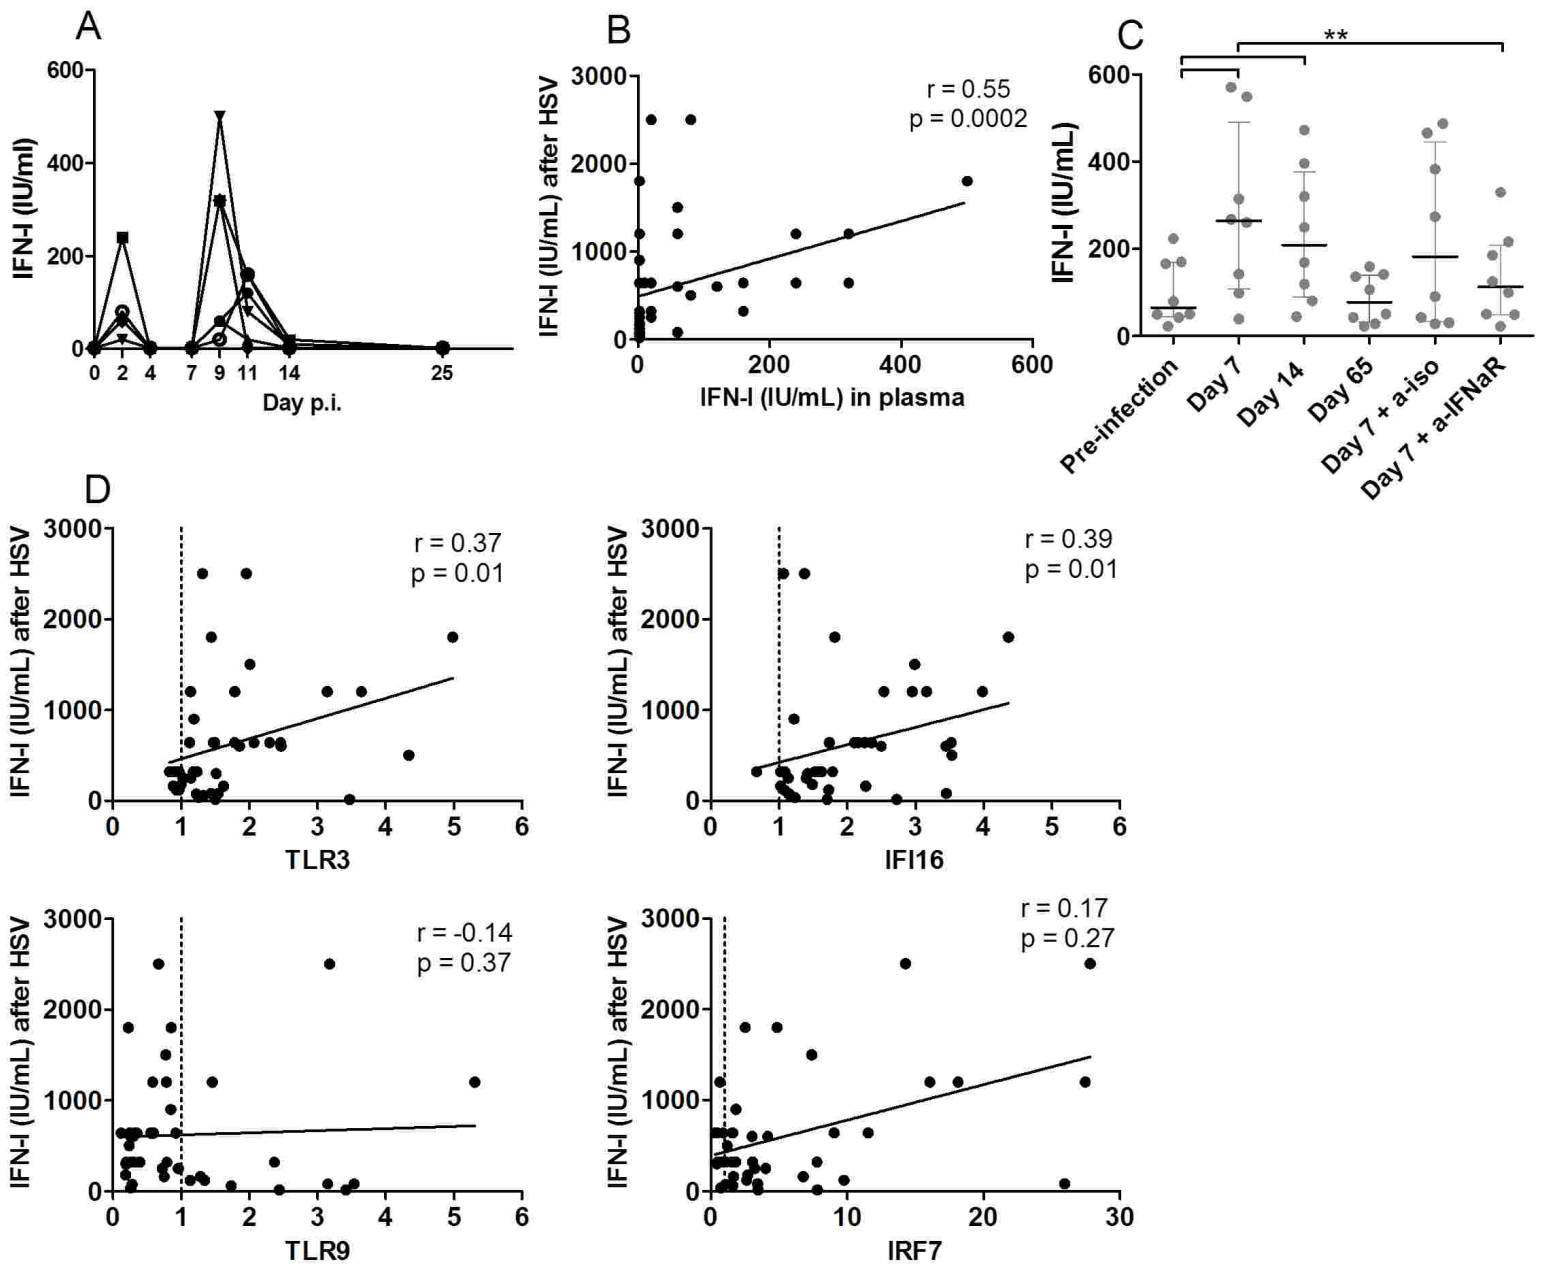 A
IFN-I (IU/ml)
600
400
200
0
0 2 4 7 9 11 14 25
Day p.i.
B
IFN-I (IU/mL) after HSV
3000
2000
1000
0
r = 0.55
p = 0.0002
0 200 400 600
IFN-I (IU/mL) in plasma
C
**
IFN-I (IU/mL)
600
400
200
0
Pre-infection
Day 7
Day 14
Day 65
Day 7 + a-iso
Day 7 + a-IFNaR
D
IFN-I (IU/mL) after HSV
3000
2000
1000
0
r = 0.37
p = 0.01
0 1 2 3 4 5 6
TLR3
IFN-I (IU/mL) after HSV
3000
2000
1000
0
r = 0.39
p = 0.01
0 1 2 3 4 5 6
IFI16
IFN-I (IU/mL) after HSV
3000
2000
1000
0
r = -0.14
p = 0.37
0 1 2 3 4 5 6
TLR9
IFN-I (IU/mL) after HSV
3000
2000
1000
0
r = 0.17
p = 0.27
0 10 20 30
IRF7